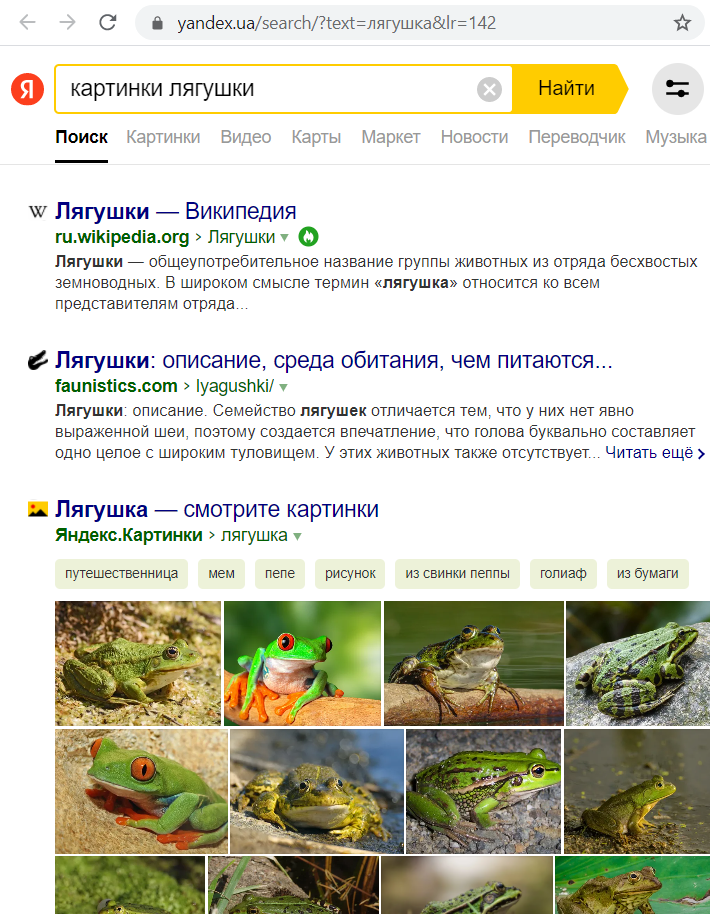 yandex.ua/search/?text=лягушка&lr=142
Я картинки лягушки Найти
Поиск Картинки Видео Карты Маркет Новости Переводчик Музыка
W Лягушки — Википедия
ru.wikipedia.org › Лягушки
Лягушки — общеупотребительное название группы животных из отряда бесхвостых
земноводных. В широком смысле термин «лягушка» относится ко всем
представителям отряда...
Лягушки: описание, среда обитания, чем питаются...
faunistics.com › lyagushki/
Лягушки: описание. Семейство лягушек отличается тем, что у них нет явно
выраженной шеи, поэтому создается впечатление, что голова буквально составляет
одно целое с широким туловищем. У этих животных также отсутствует... Читать ещё ›
Лягушка — смотрите картинки
Яндекс.Картинки › лягушка
путешественница мем пепе рисунок из свинки пеппы голиаф из бумаги